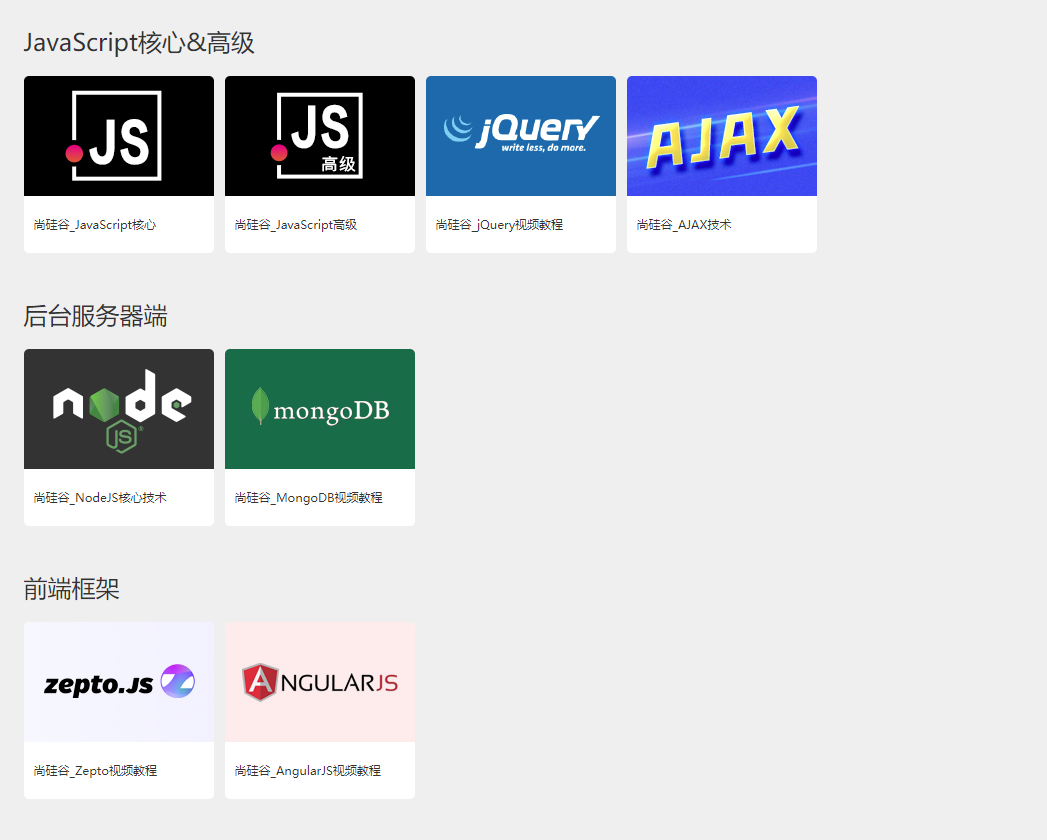 JavaScript核心&高级
JS
JS
高级
jQuery
write less, do more.
AJAX
尚硅谷_JavaScript核心
尚硅谷_JavaScript高级
尚硅谷_jQuery视频教程
尚硅谷_AJAX技术
后台服务器端
node
JS
mongoDB
尚硅谷_NodeJS核心技术
尚硅谷_MongoDB视频教程
前端框架
zepto.JS
ANGULARJS
尚硅谷_Zepto视频教程
尚硅谷_AngularJS视频教程